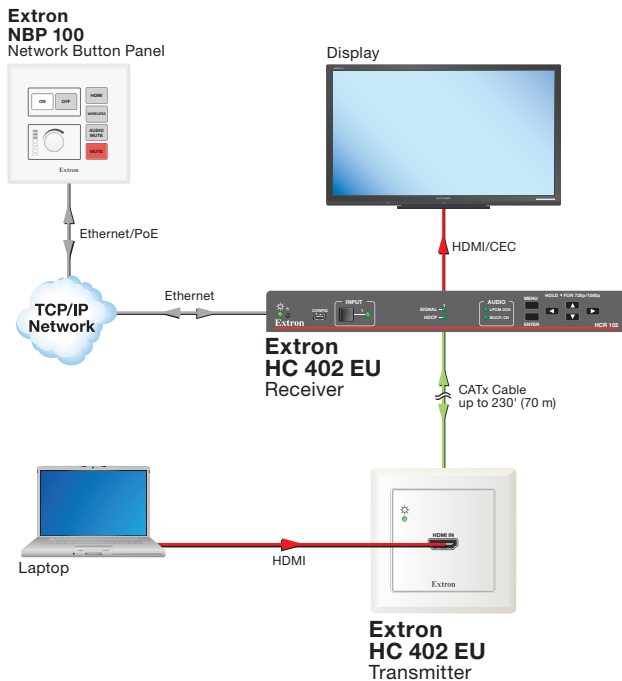 Extron
NBP 100
Network Button Panel
ON
OFF
HDMI
WIRELESS
AUDIO
MUTE
MUTE
Extron
Display
Ethernet/PoE
HDMI/CEC
TCP/IP
Network
Ethernet
Extron
CONFIG
INPUT
1
SIGNAL
1
HDCP
AUDIO
LPCM-2CH
MULTI-CH
MENU
ENTER
HOLD ▼ FOR 720p/1080p
HCR 102
Extron
HC 402 EU
Receiver
CATx Cable
up to 230' (70 m)
Laptop
HDMI
HDMI IN
Extron
Extron
HC 402 EU
Transmitter